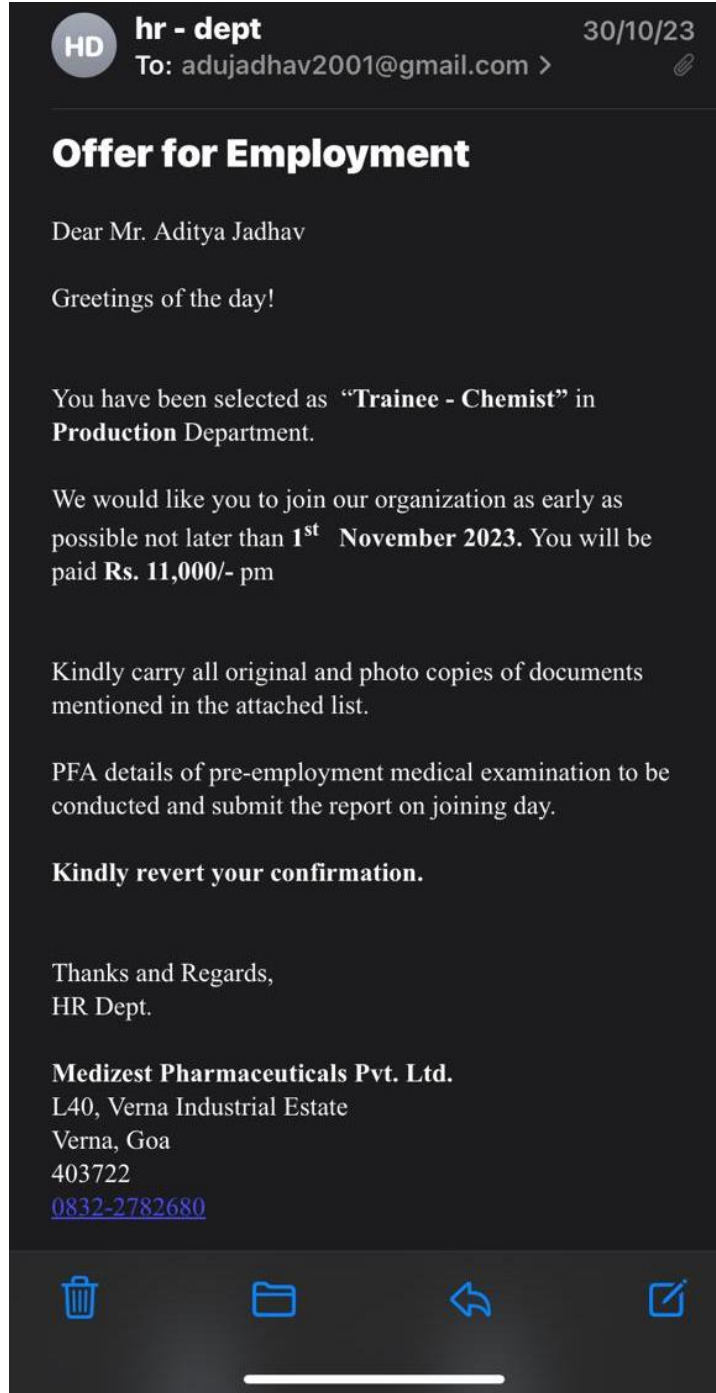 HD
hr - dept
30/10/23
To: adujadhav2001@gmail.com >
Offer for Employment
Dear Mr. Aditya Jadhav
Greetings of the day!
You have been selected as “Trainee - Chemist” in
Production Department.
We would like you to join our organization as early as
possible not later than 1st November 2023. You will be
paid Rs. 11,000/- pm
Kindly carry all original and photo copies of documents
mentioned in the attached list.
PFA details of pre-employment medical examination to be
conducted and submit the report on joining day.
Kindly revert your confirmation.
Thanks and Regards,
HR Dept.
Medizest Pharmaceuticals Pvt. Ltd.
L40, Verna Industrial Estate
Verna, Goa
403722
0832-2782680